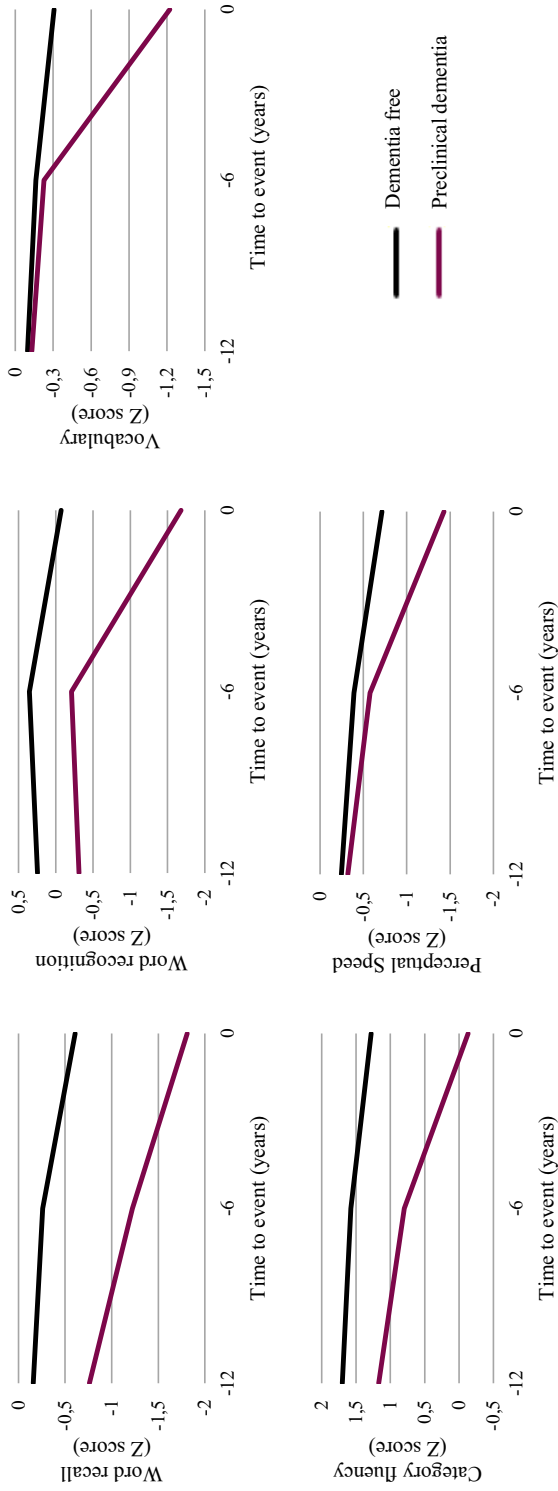 Word recall
(Z score)
0
-0,5
-1
-1,5
-2
-12
-6
0
Time to event (years)
Word recognition
(Z score)
0,5
0
-0,5
-1
-1,5
-2
-12
-6
0
Time to event (years)
Vocabulary
(Z score)
0
-0,3
-0,6
-0,9
-1,2
-1,5
-12
-6
0
Time to event (years)
Category fluency
(Z score)
2
1,5
1
0,5
0
-0,5
-12
-6
0
Time to event (years)
Perceptual Speed
(Z score)
0
-0,5
-1
-1,5
-2
-12
-6
0
Time to event (years)
Dementia free
Preclinical dementia